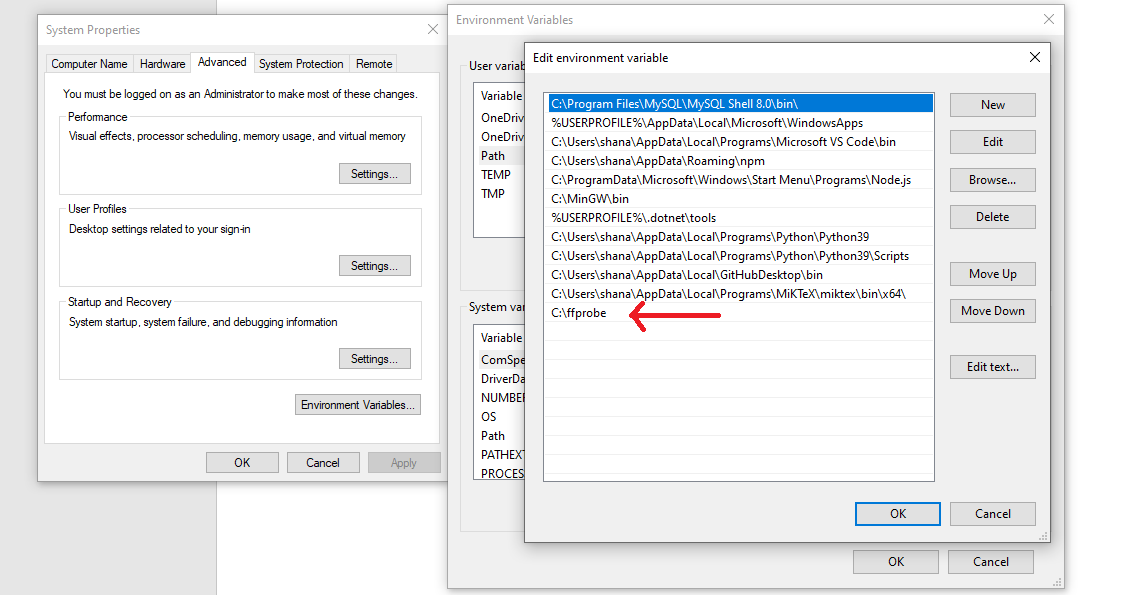 System Properties
Computer Name
Hardware
Advanced
System Protection
Remote
You must be logged on as an Administrator to make most of these changes.
Performance
Visual effects, processor scheduling, memory usage, and virtual memory
Settings...
User Profiles
Desktop settings related to your sign-in
Settings...
Startup and Recovery
System startup, system failure, and debugging information
Settings...
Environment Variables...
OK
Cancel
Apply
Environment Variables
User variab
Variable
OneDriv
OneDriv
Path
TEMP
TMP
System var
Variable
ComSpe
DriverDa
NUMBER
OS
Path
PATHEXT
PROCES
OK
Cancel
Edit environment variable
C:\Program Files\MySQL\MySQL Shell 8.0\bin\
%USERPROFILE%\AppData\Local\Microsoft\WindowsApps
C:\Users\shana\AppData\Local\Programs\Microsoft VS Code\bin
C:\Users\shana\AppData\Roaming\npm
C:\ProgramData\Microsoft\Windows\Start Menu\Programs\Node.js
C:\MinGW\bin
%USERPROFILE%\.dotnet\tools
C:\Users\shana\AppData\Local\Programs\Python\Python39
C:\Users\shana\AppData\Local\Programs\Python\Python39\Scripts
C:\Users\shana\AppData\Local\GitHubDesktop\bin
C:\Users\shana\AppData\Local\Programs\MiKTeX\miktex\bin\x64\
C:\ffprobe
New
Edit
Browse...
Delete
Move Up
Move Down
Edit text...
OK
Cancel